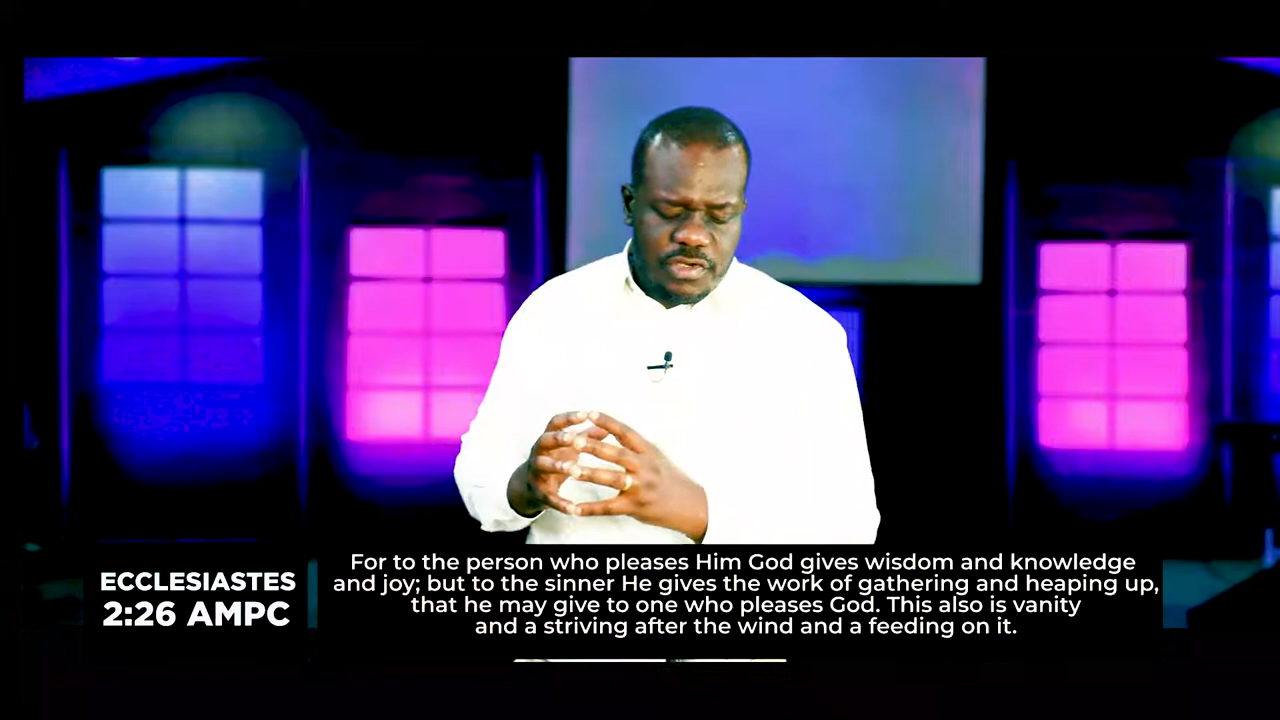 ECCLESIASTES
2:26 AMPC
For to the person who pleases Him God gives wisdom and knowledge
and joy; but to the sinner He gives the work of gathering and heaping up,
that he may give to one who pleases God. This also is vanity
and a striving after the wind and a feeding on it.